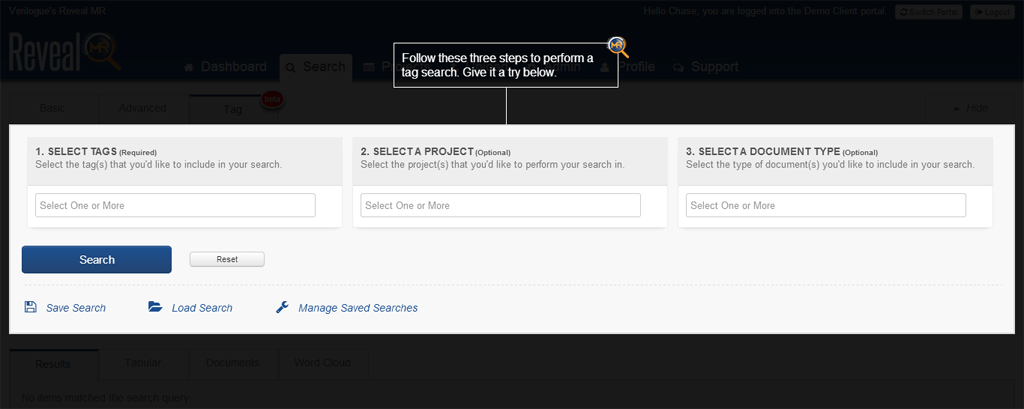 Verilogue's Reveal MR
Hello Chase, you are logged into the Demo Client portal.
Switch Portal
Logout
Reveal MR
Dashboard
Search
Profile
Support
Follow these three steps to perform a
tag search. Give it a try below.
Basic
Advanced
Tag
beta
Hide
1. SELECT TAGS (Required)
Select the tag(s) that you'd like to include in your search.
Select One or More
2. SELECT A PROJECT (Optional)
Select the project(s) that you'd like to perform your search in.
Select One or More
3. SELECT A DOCUMENT TYPE (Optional)
Select the type of document(s) you'd like to include in your search.
Select One or More
Search
Reset
Save Search
Load Search
Manage Saved Searches
Results
Tabular
Documents
Word Cloud
No items matched the search query